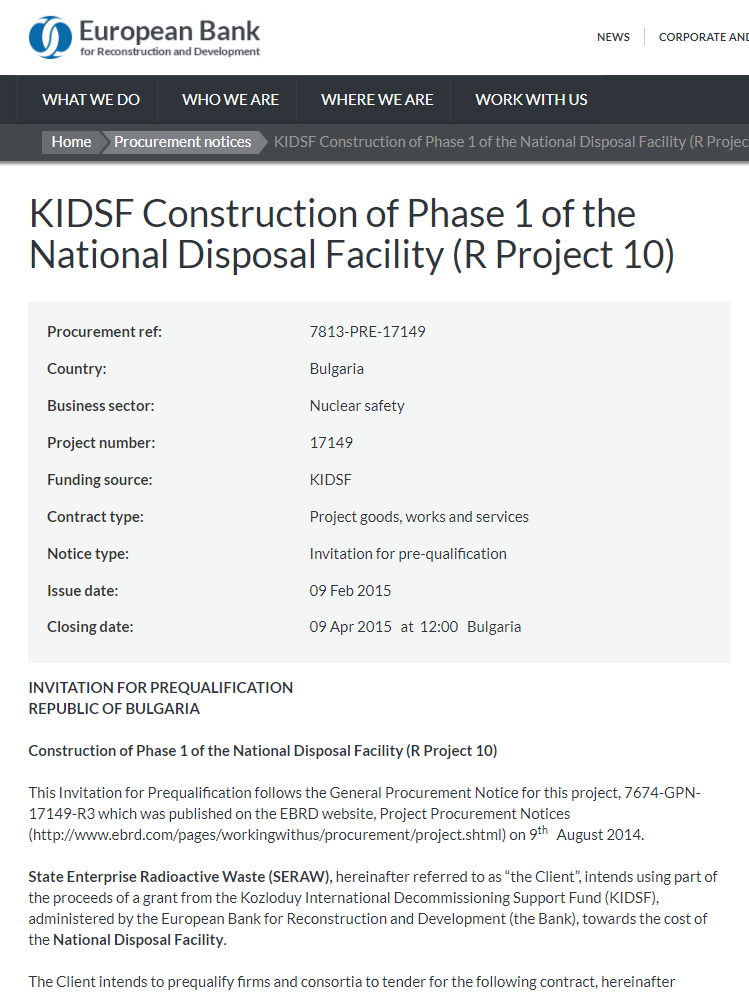 European Bank
for Reconstruction and Development
NEWS
CORPORATE AND
WHAT WE DO
WHO WE ARE
WHERE WE ARE
WORK WITH US
Home
Procurement notices
KIDSF Construction of Phase 1 of the National Disposal Facility (R Projec
KIDSF Construction of Phase 1 of the
National Disposal Facility (R Project 10)
Procurement ref: 7813-PRE-17149
Country: Bulgaria
Business sector: Nuclear safety
Project number: 17149
Funding source: KIDSF
Contract type: Project goods, works and services
Notice type: Invitation for pre-qualification
Issue date: 09 Feb 2015
Closing date: 09 Apr 2015 at 12:00 Bulgaria
INVITATION FOR PREQUALIFICATION
REPUBLIC OF BULGARIA
Construction of Phase 1 of the National Disposal Facility (R Project 10)
This Invitation for Prequalification follows the General Procurement Notice for this project, 7674-GPN-
17149-R3 which was published on the EBRD website, Project Procurement Notices
(http://www.ebrd.com/pages/workingwithus/procurement/project.shtml) on 9th August 2014.
State Enterprise Radioactive Waste (SERAW), hereinafter referred to as “the Client”, intends using part of
the proceeds of a grant from the Kozloduy International Decommissioning Support Fund (KIDSF),
administered by the European Bank for Reconstruction and Development (the Bank), towards the cost of
the National Disposal Facility.
The Client intends to prequalify firms and consortia to tender for the following contract, hereinafter